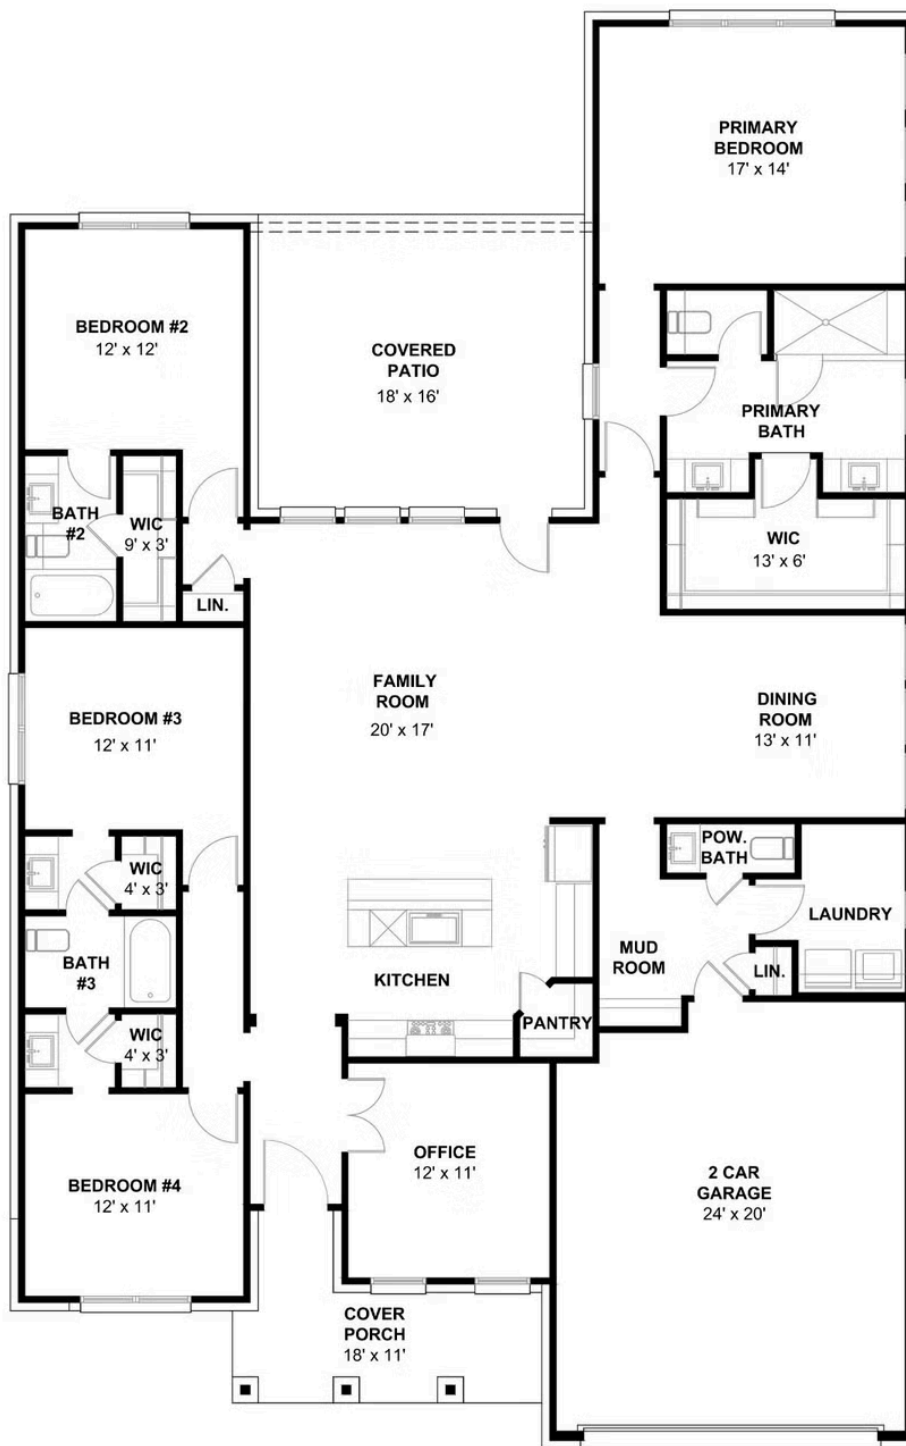 PRIMARY
BEDROOM
17' x 14'
BEDROOM #2
12' x 12'
COVERED
PATIO
18' x 16'
PRIMARY
BATH
BATH
#2
WIC
9' x 3'
WIC
13' x 6'
LIN.
FAMILY
ROOM
20' x 17'
BEDROOM #3
12' x 11'
DINING
ROOM
13' x 11'
POW.
BATH
WIC
4' x 3'
LAUNDRY
MUD
ROOM
LIN.
BATH
#3
KITCHEN
PANTRY
WIC
4' x 3'
OFFICE
12' x 11'
BEDROOM #4
12' x 11'
2 CAR
GARAGE
24' x 20'
COVER
PORCH
18' x 11'